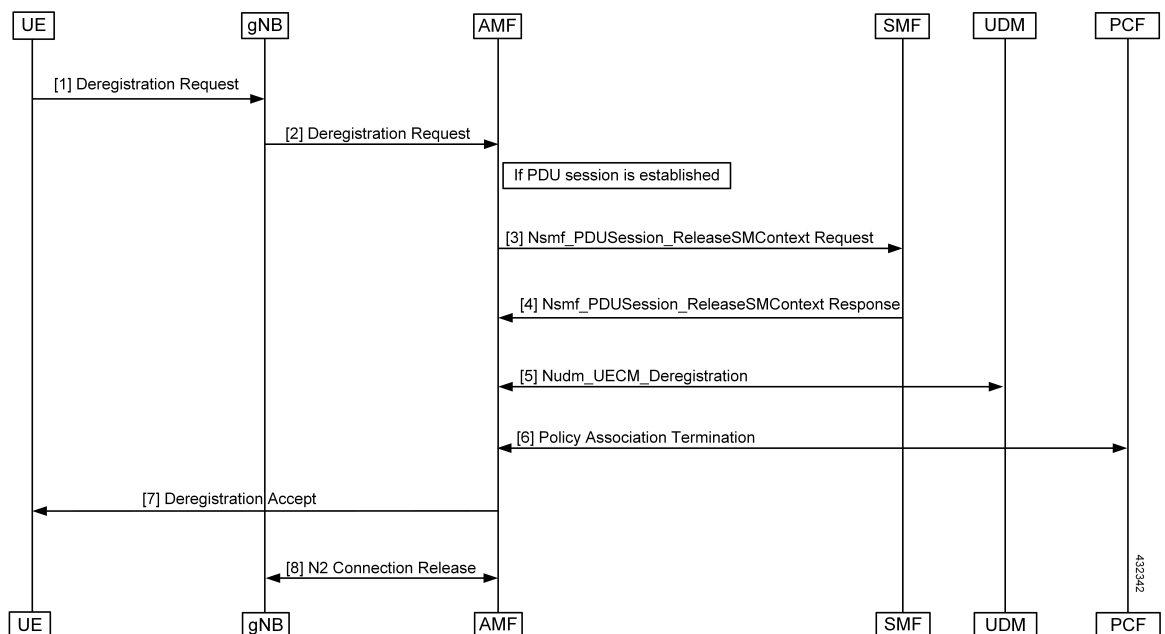 UE
gNB
AMF
SMF
UDM
PCF
[1] Deregistration Request
[2] Deregistration Request
If PDU session is established
[3] Nsmf_PDUSession_ReleaseSMContext Request
[4] Nsmf_PDUSession_ReleaseSMContext Response
[5] Nudm_UECM_Deregistration
[6] Policy Association Termination
[7] Deregistration Accept
[8] N2 Connection Release
432342
UE
gNB
AMF
SMF
UDM
PCF